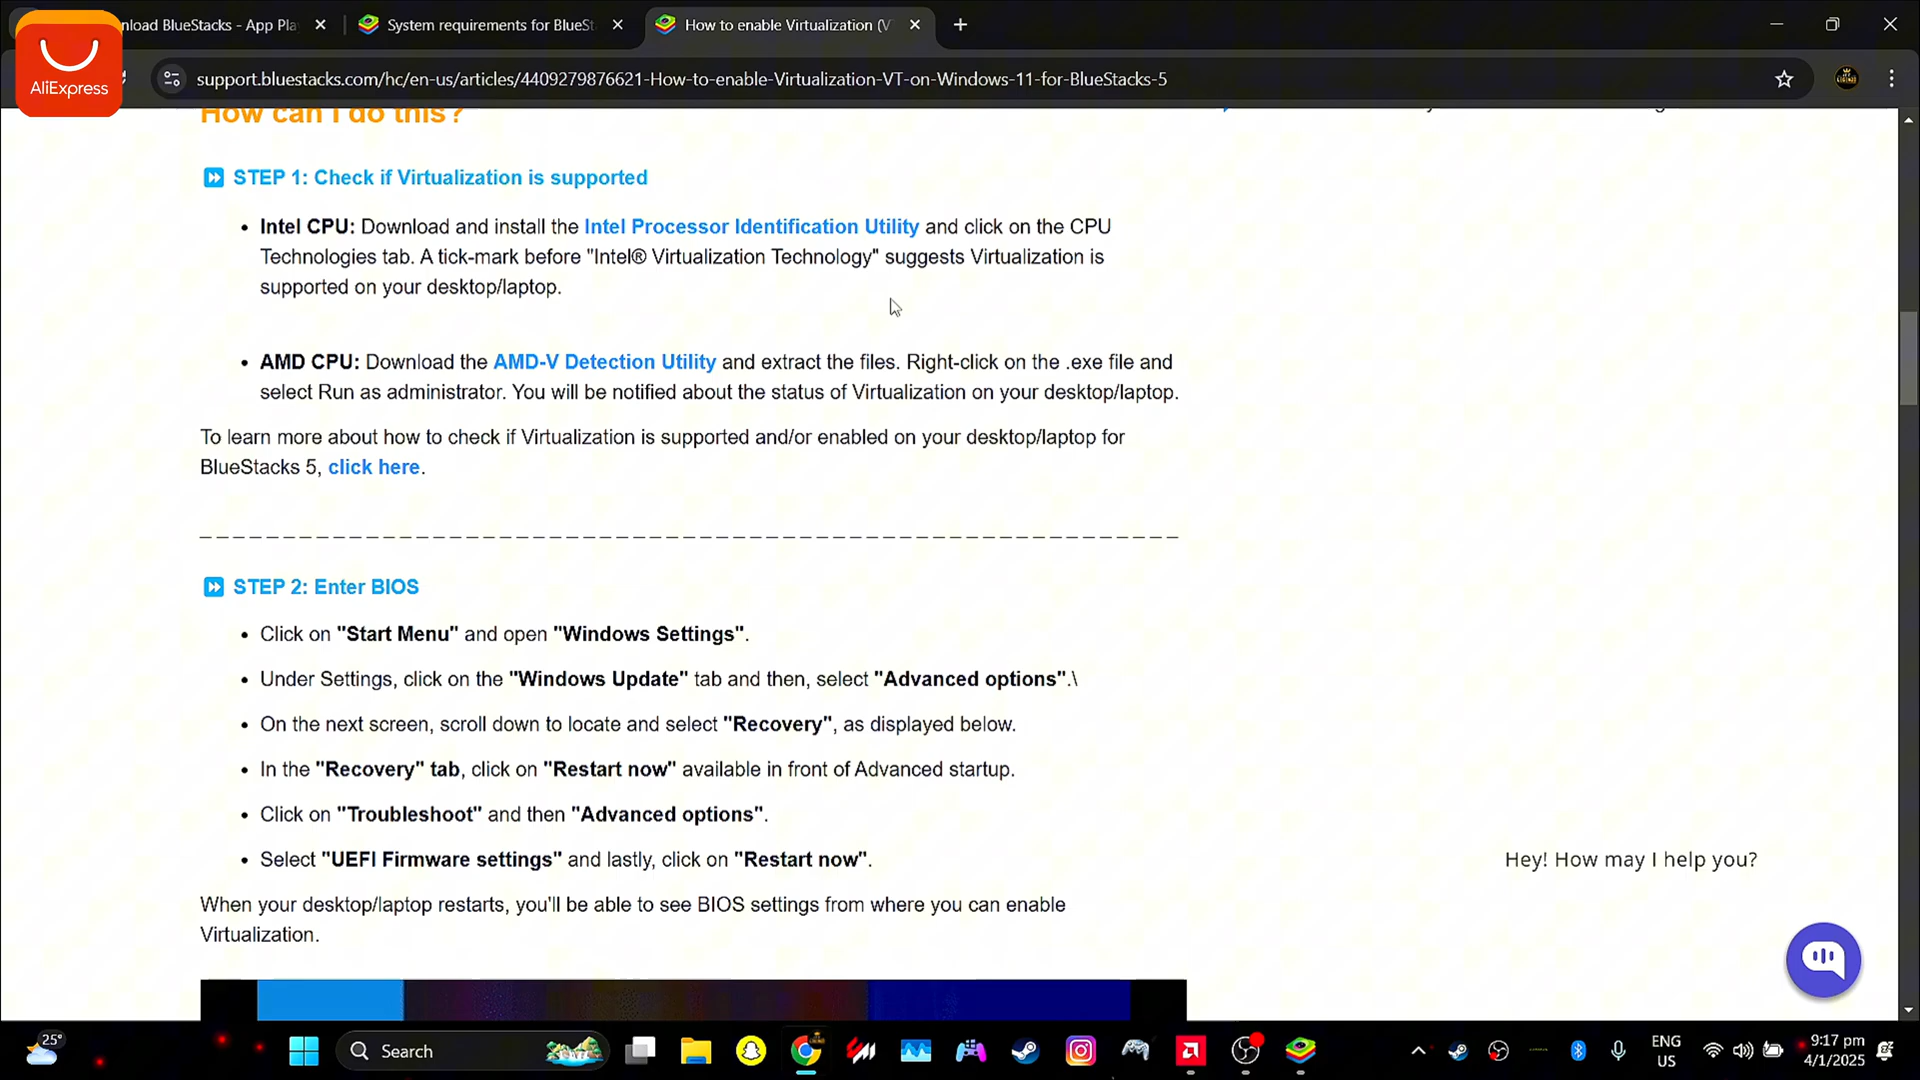 nload BlueStacks - App Pla
System requirements for BlueSt
How to enable Virtualization (V
AliExpress
support.bluestacks.com/hc/en-us/articles/4409279876621-How-to-enable-Virtualization-VT-on-Windows-11-for-BlueStacks-5
How can I do this?
STEP 1: Check if Virtualization is supported
• Intel CPU: Download and install the Intel Processor Identification Utility and click on the CPU
Technologies tab. A tick-mark before "Intel® Virtualization Technology" suggests Virtualization is
supported on your desktop/laptop.
• AMD CPU: Download the AMD-V Detection Utility and extract the files. Right-click on the .exe file and
select Run as administrator. You will be notified about the status of Virtualization on your desktop/laptop.
To learn more about how to check if Virtualization is supported and/or enabled on your desktop/laptop for
BlueStacks 5, click here.
STEP 2: Enter BIOS
• Click on "Start Menu" and open "Windows Settings".
• Under Settings, click on the "Windows Update" tab and then, select "Advanced options".\
• On the next screen, scroll down to locate and select "Recovery", as displayed below.
• In the "Recovery" tab, click on "Restart now" available in front of Advanced startup.
• Click on "Troubleshoot" and then "Advanced options".
• Select "UEFI Firmware settings" and lastly, click on "Restart now".
Hey! How may I help you?
When your desktop/laptop restarts, you'll be able to see BIOS settings from where you can enable
Virtualization.
25°
Search
ENG
US
9:17 pm
4/1/2025